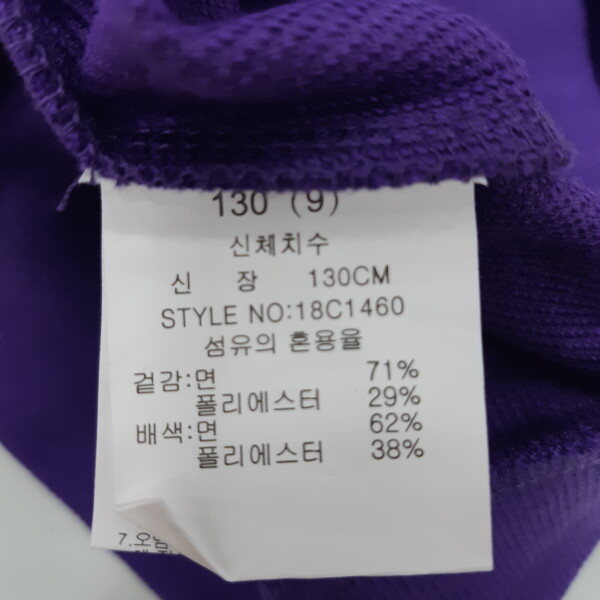 130 (9)
신체치수
신 장 130CM
STYLE NO:18C1460
섬유의 혼용율
겉감:면 71%
폴리에스터 29%
배색:면 62%
폴리에스터 38%
7.오